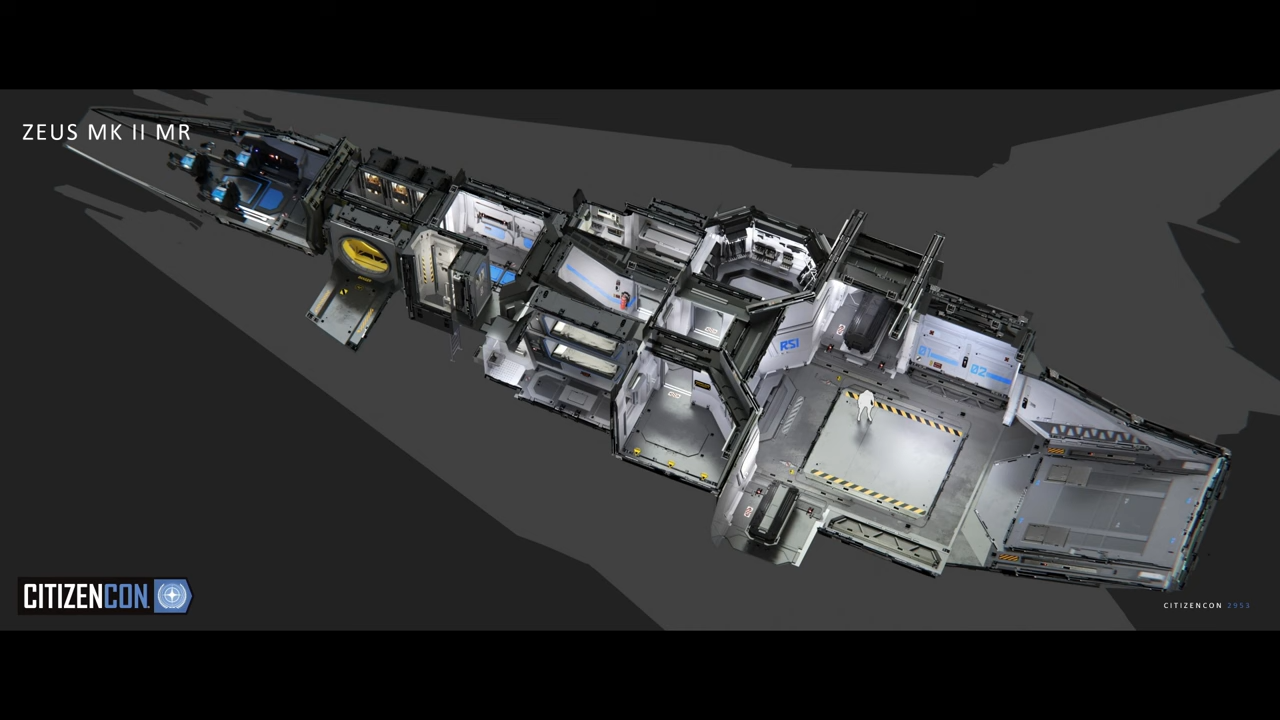 ZEUS MK II MR
RSI
01
02
CITIZENCON
CITIZENCON 2953